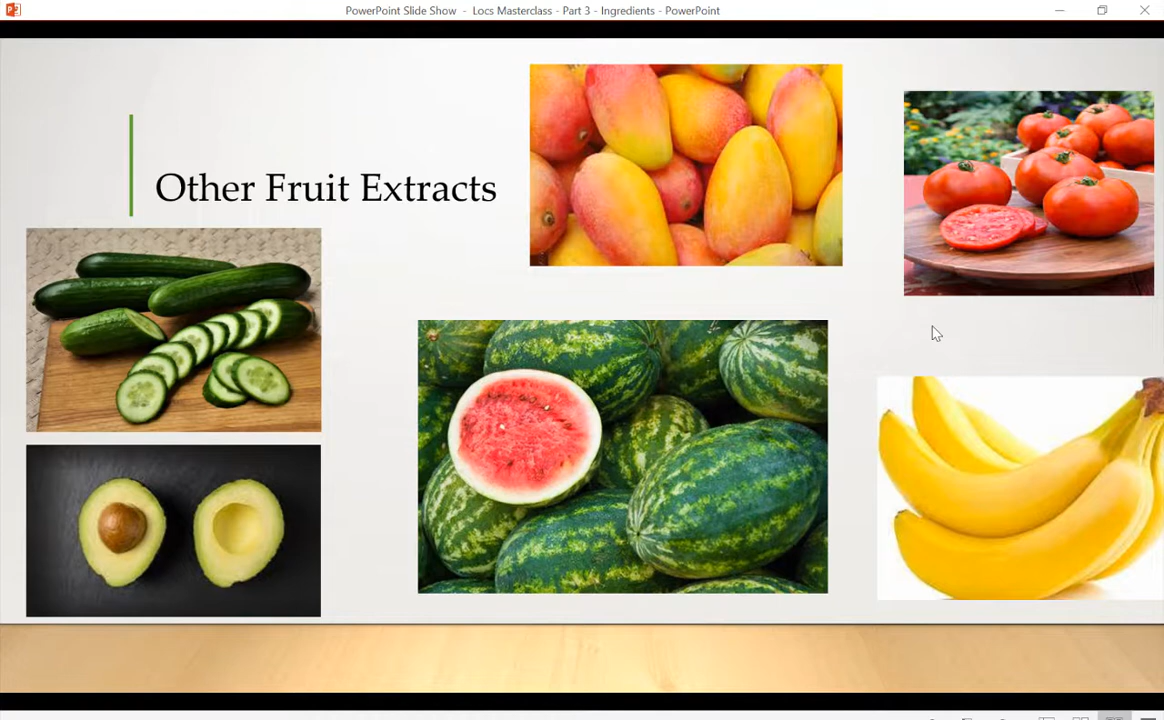 PowerPoint Slide Show - Locs Masterclass - Part 3 - Ingredients - PowerPoint
Other Fruit Extracts